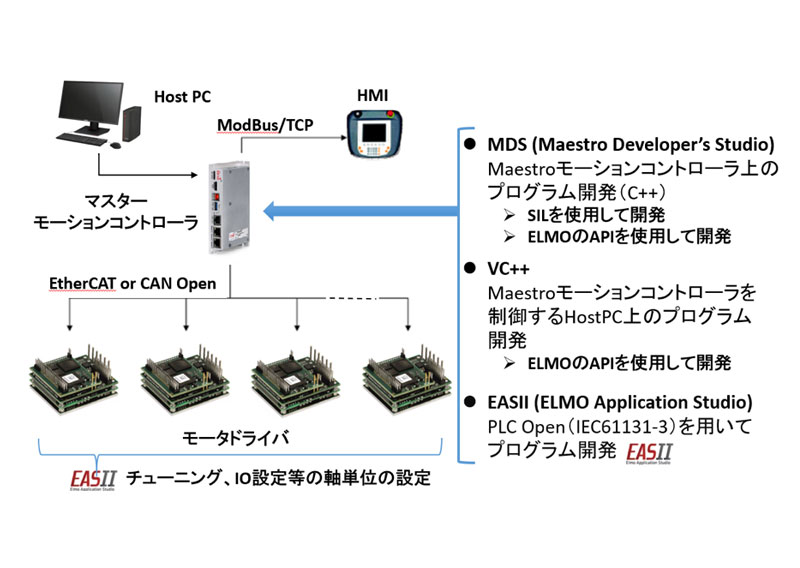 Host PC
HMI
ModBus/TCP
マスター
モーションコントローラ
EtherCAT or CAN Open
モータドライバ
EASII
Elmo Application Studio
チューニング、IO設定等の軸単位の設定
● MDS (Maestro Developer’s Studio)
Maestroモーションコントローラ上の
プログラム開発（C++）
➢ SILを使用して開発
➢ ELMOのAPIを使用して開発
● VC++
Maestroモーションコントローラを
制御するHostPC上のプログラム
開発
➢ ELMOのAPIを使用して開発
● EASII (ELMO Application Studio)
PLC Open（IEC61131-3）を用いて
プログラム開発
EASII
Elmo Application Studio